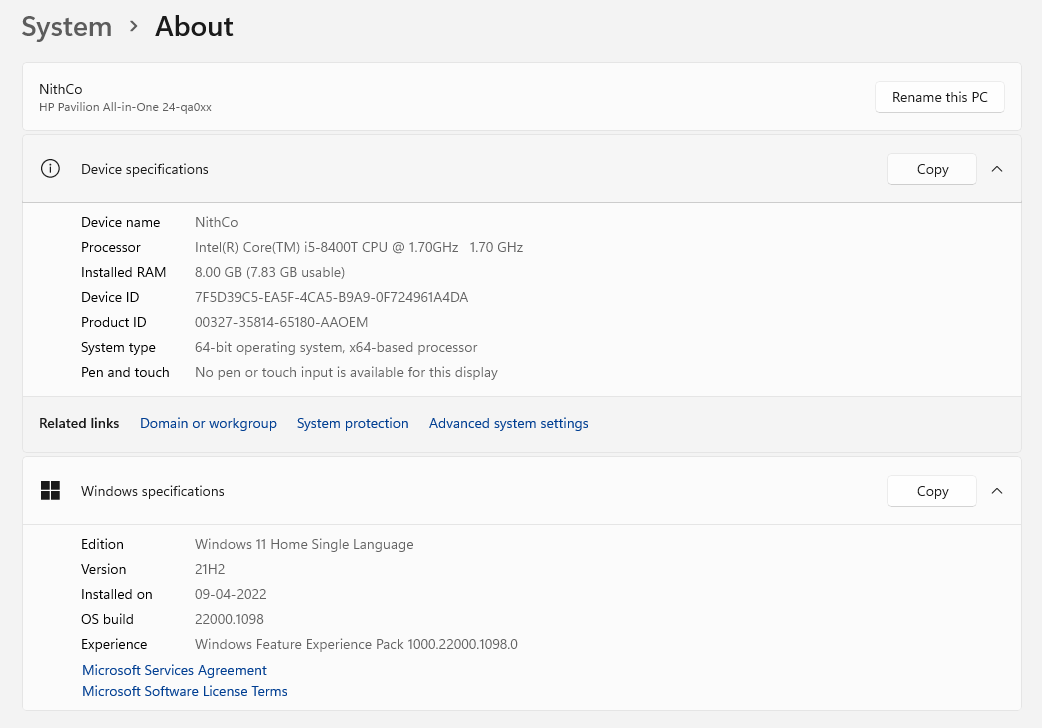 System > About
NithCo
HP Pavilion All-in-One 24-qa0xx
Rename this PC
Device specifications
Copy
Device name NithCo
Processor Intel(R) Core(TM) i5-8400T CPU @ 1.70GHz 1.70 GHz
Installed RAM 8.00 GB (7.83 GB usable)
Device ID 7F5D39C5-EA5F-4CA5-B9A9-0F724961A4DA
Product ID 00327-35814-65180-AAOEM
System type 64-bit operating system, x64-based processor
Pen and touch No pen or touch input is available for this display
Related links Domain or workgroup System protection Advanced system settings
Windows specifications
Copy
Edition Windows 11 Home Single Language
Version 21H2
Installed on 09-04-2022
OS build 22000.1098
Experience Windows Feature Experience Pack 1000.22000.1098.0
Microsoft Services Agreement
Microsoft Software License Terms